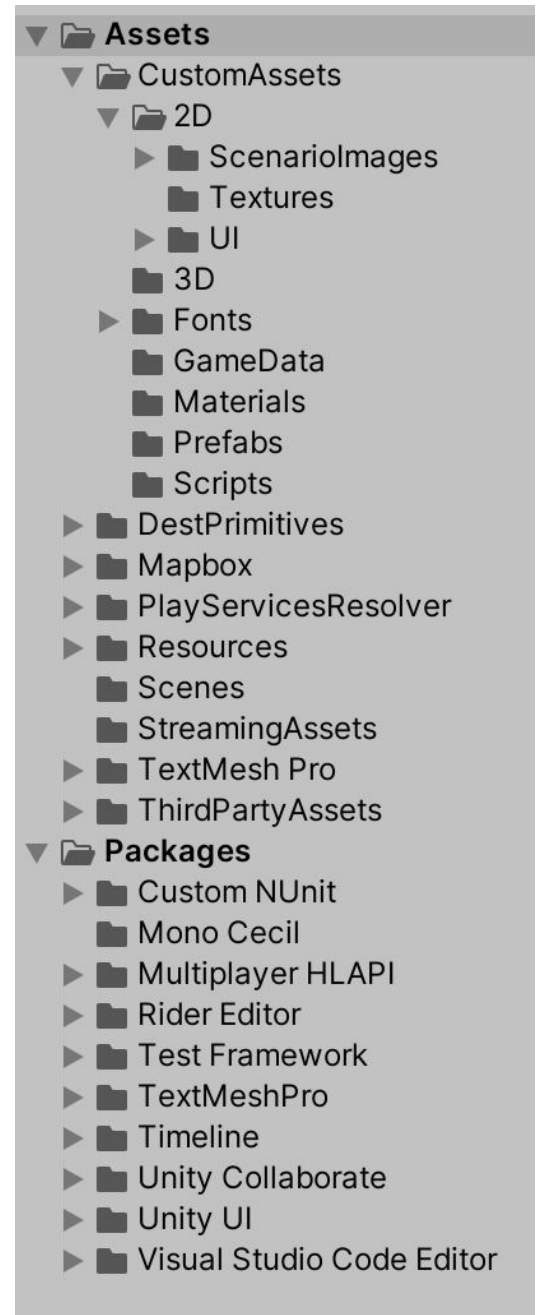 Assets
CustomAssets
2D
ScenarioImages
Textures
UI
3D
Fonts
GameData
Materials
Prefabs
Scripts
DestPrimitives
Mapbox
PlayServicesResolver
Resources
Scenes
StreamingAssets
TextMesh Pro
ThirdPartyAssets
Packages
Custom NUnit
Mono Cecil
Multiplayer HLAPI
Rider Editor
Test Framework
TextMeshPro
Timeline
Unity Collaborate
Unity UI
Visual Studio Code Editor